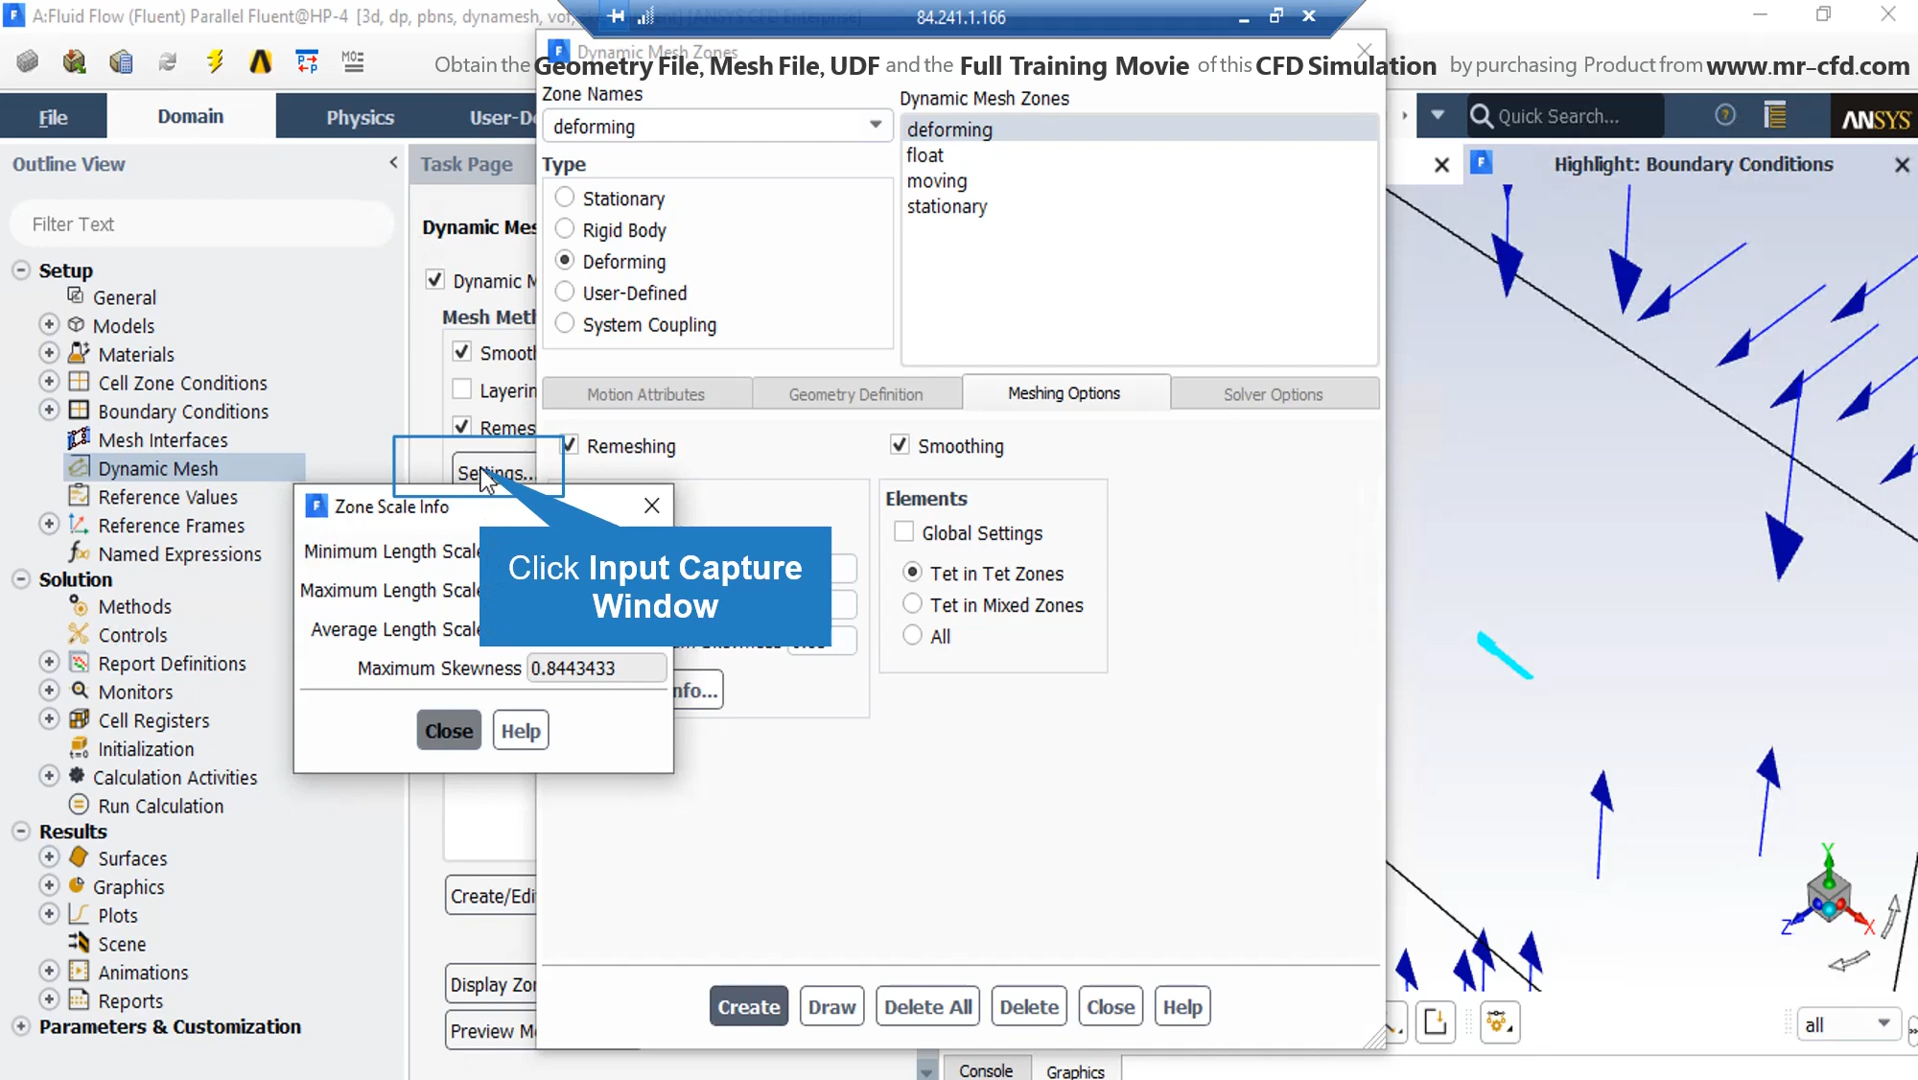 A:Fluid Flow (Fluent) Parallel Fluent@HP-4 [3d, dp, pbns, dynamesh, vof,
84.241.1.166
Dynamic Mesh Zones
Obtain the Geometry File, Mesh File, UDF and the Full Training Movie of this CFD Simulation by purchasing Product from www.mr-cfd.com
File
Domain
Physics
User-De
Quick Search...
ANSYS
Outline View
Task Page
Highlight: Boundary Conditions
Filter Text
Setup
General
Models
Materials
Cell Zone Conditions
Boundary Conditions
Mesh Interfaces
Dynamic Mesh
Reference Values
Reference Frames
Named Expressions
Solution
Methods
Controls
Report Definitions
Monitors
Cell Registers
Initialization
Calculation Activities
Run Calculation
Results
Surfaces
Graphics
Plots
Scene
Animations
Reports
Parameters & Customization
Dynamic Mes
Dynamic M
Mesh Meth
Smooth
Layerin
Remes
Settings...
Create/Edi
Display Zon
Preview M
Zone Names
deforming
Type
Stationary
Rigid Body
Deforming
User-Defined
System Coupling
Dynamic Mesh Zones
deforming
float
moving
stationary
Motion Attributes
Geometry Definition
Meshing Options
Solver Options
Remeshing
Smoothing
Elements
Global Settings
Tet in Tet Zones
Tet in Mixed Zones
All
nfo...
Zone Scale Info
Minimum Length Scale
Maximum Length Scale
Average Length Scale
Maximum Skewness 0.8443433
Close
Help
Click Input Capture
Window
Create
Draw
Delete All
Delete
Close
Help
Y
Z
X
all
Console
Graphics